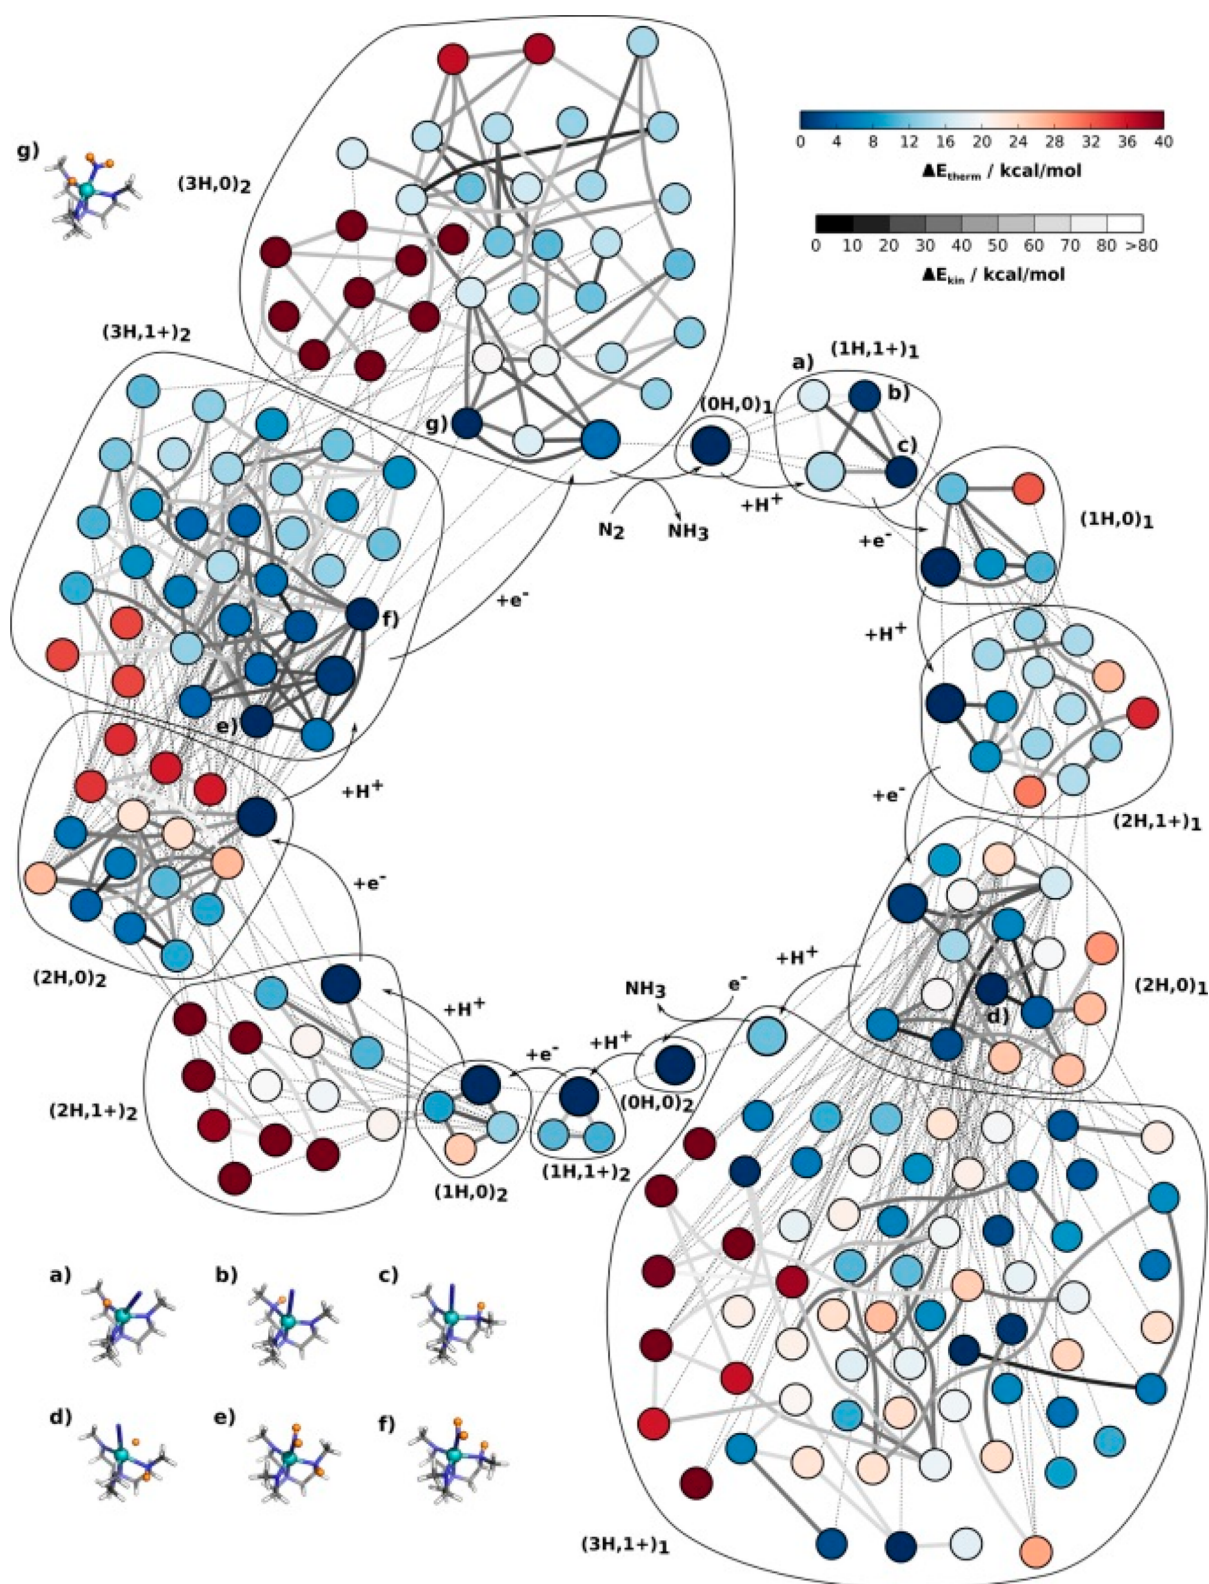 g)
(3H,0)2
0 4 8 12 16 20 24 28 32 36 40
ΔEtherm / kcal/mol
0 10 20 30 40 50 60 70 80 >80
ΔEkin / kcal/mol
(3H,1+)2
a)
(1H,1+)1
b)
(0H,0)1
g)
c)
+H+
N2
NH3
+e-
(1H,0)1
+e-
f)
+H+
e)
+H+
+e-
(2H,1+)1
+e-
(2H,0)2
+H+
(2H,0)1
NH3
e-
d)
+H+
+e-
+H+
(2H,1+)2
(0H,0)2
(1H,0)2
(1H,1+)2
a)
b)
c)
d)
e)
f)
(3H,1+)1